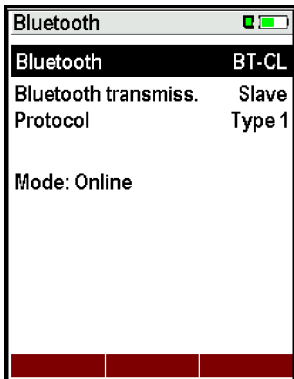 Bluetooth
Bluetooth BT-CL
Bluetooth transmiss. Slave
Protocol Type 1
Mode: Online